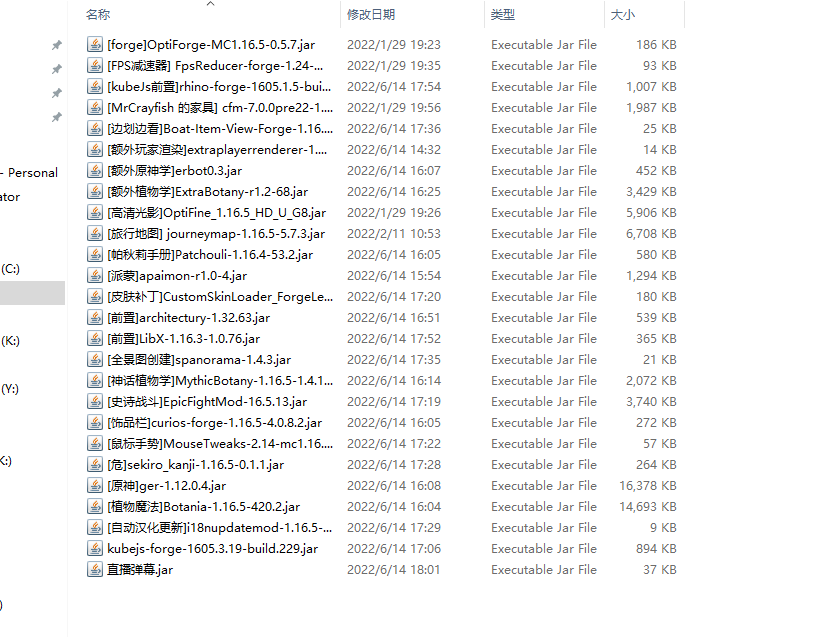 名称 修改日期 类型 大小
[forge]OptiForge-MC1.16.5-0.5.7.jar 2022/1/29 19:23 Executable Jar File 186 KB
[FPS减速器] FpsReducer-forge-1.24-... 2022/1/29 19:35 Executable Jar File 93 KB
[kubeJs前置]rhino-forge-1605.1.5-bui... 2022/6/14 17:54 Executable Jar File 1,007 KB
[MrCrayfish 的家具] cfm-7.0.0pre22-1.... 2022/1/29 19:56 Executable Jar File 1,987 KB
[边划边看]Boat-Item-View-Forge-1.16.... 2022/6/14 17:36 Executable Jar File 25 KB
[额外玩家渲染]extraplayerrenderer-1.... 2022/6/14 14:32 Executable Jar File 14 KB
- Personal [额外原神学]erbot0.3.jar 2022/6/14 16:07 Executable Jar File 452 KB
ator [额外植物学]ExtraBotany-r1.2-68.jar 2022/6/14 16:25 Executable Jar File 3,429 KB
[高清光影]OptiFine_1.16.5_HD_U_G8.jar 2022/1/29 19:26 Executable Jar File 5,906 KB
[旅行地图] journeymap-1.16.5-5.7.3.jar 2022/2/11 10:53 Executable Jar File 6,708 KB
[帕秋莉手册]Patchouli-1.16.4-53.2.jar 2022/6/14 16:05 Executable Jar File 580 KB
(C:) [派蒙]apaimon-r1.0-4.jar 2022/6/14 15:54 Executable Jar File 1,294 KB
[皮肤补丁]CustomSkinLoader_ForgeLe... 2022/6/14 17:20 Executable Jar File 180 KB
[前置]architectury-1.32.63.jar 2022/6/14 16:51 Executable Jar File 539 KB
(K:) [前置]LibX-1.16.3-1.0.76.jar 2022/6/14 17:52 Executable Jar File 365 KB
[全景图创建]spanorama-1.4.3.jar 2022/6/14 17:35 Executable Jar File 21 KB
(Y:) [神话植物学]MythicBotany-1.16.5-1.4.1... 2022/6/14 16:14 Executable Jar File 2,072 KB
[史诗战斗]EpicFightMod-16.5.13.jar 2022/6/14 17:19 Executable Jar File 3,740 KB
[饰品栏]curios-forge-1.16.5-4.0.8.2.jar 2022/6/14 16:05 Executable Jar File 272 KB
[鼠标手势]MouseTweaks-2.14-mc1.16.... 2022/6/14 17:22 Executable Jar File 57 KB
K:) [危]sekiro_kanji-1.16.5-0.1.1.jar 2022/6/14 17:28 Executable Jar File 264 KB
[原神]ger-1.12.0.4.jar 2022/6/14 16:08 Executable Jar File 16,378 KB
[植物魔法]Botania-1.16.5-420.2.jar 2022/6/14 16:04 Executable Jar File 14,693 KB
[自动汉化更新]i18nupdatemod-1.16.5-... 2022/6/14 17:29 Executable Jar File 9 KB
kubejs-forge-1605.3.19-build.229.jar 2022/6/14 17:06 Executable Jar File 894 KB
直播弹幕.jar 2022/6/14 18:01 Executable Jar File 37 KB
)